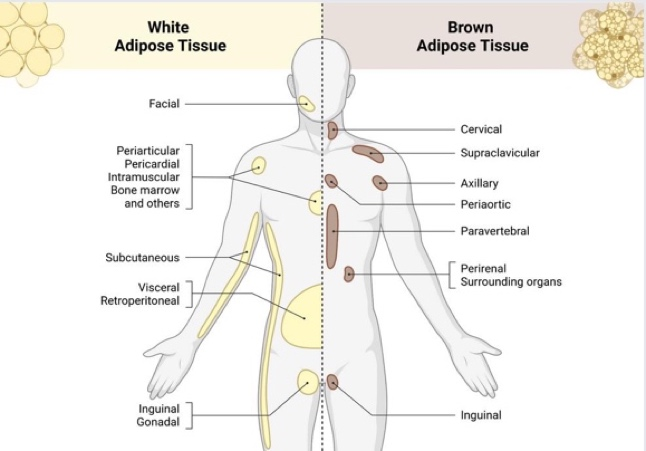 White
Adipose Tissue
Brown
Adipose Tissue
Facial
Periarticular
Pericardial
Intramuscular
Bone marrow
and others
Subcutaneous
Visceral
Retroperitoneal
Inguinal
Gonadal
Cervical
Supraclavicular
Axillary
Periaortic
Paravertebral
Perirenal
Surrounding organs
Inguinal